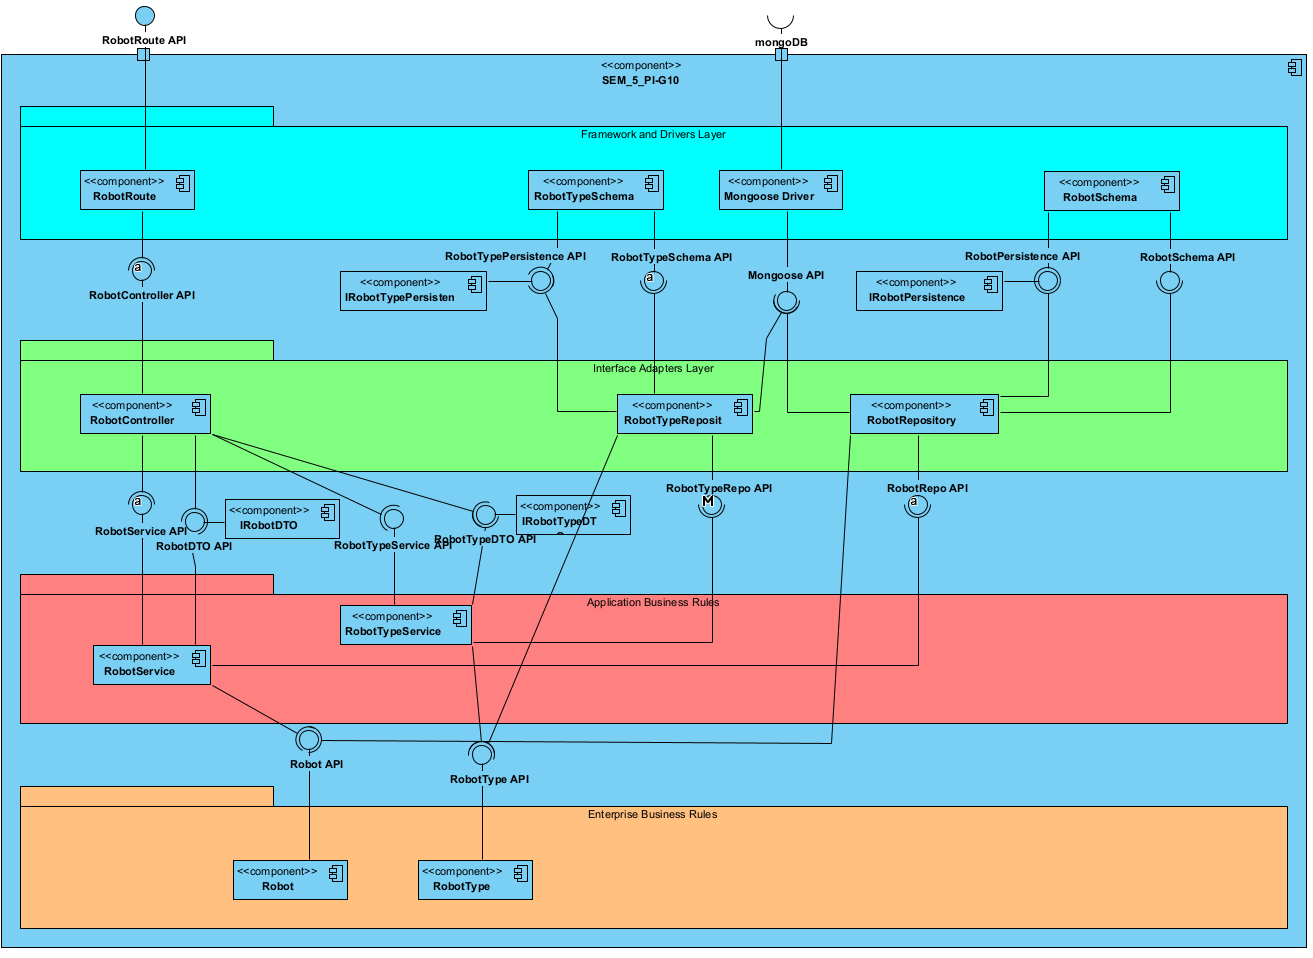 RobotRoute API
mongoDB
<<component>>
SEM_5_PI-G10
Framework and Drivers Layer
<<component>>
RobotRoute
<<component>>
RobotTypeSchema
<<component>>
Mongoose Driver
<<component>>
RobotSchema
RobotTypePersistence API
RobotTypeSchema API
Mongoose API
RobotPersistence API
RobotSchema API
a
RobotController API
<<component>>
IRobotTypePersisten
a
<<component>>
IRobotPersistence
Interface Adapters Layer
<<component>>
RobotController
<<component>>
RobotTypeReposit
<<component>>
RobotRepository
a
RobotService API
RobotDTO API
<<component>>
IRobotDTO
RobotTypeService API
RobotTypeDTO API
<<component>>
IRobotTypeDT
RobotTypeRepo API
M
RobotRepo API
a
Application Business Rules
<<component>>
RobotTypeService
<<component>>
RobotService
Robot API
RobotType API
Enterprise Business Rules
<<component>>
Robot
<<component>>
RobotType